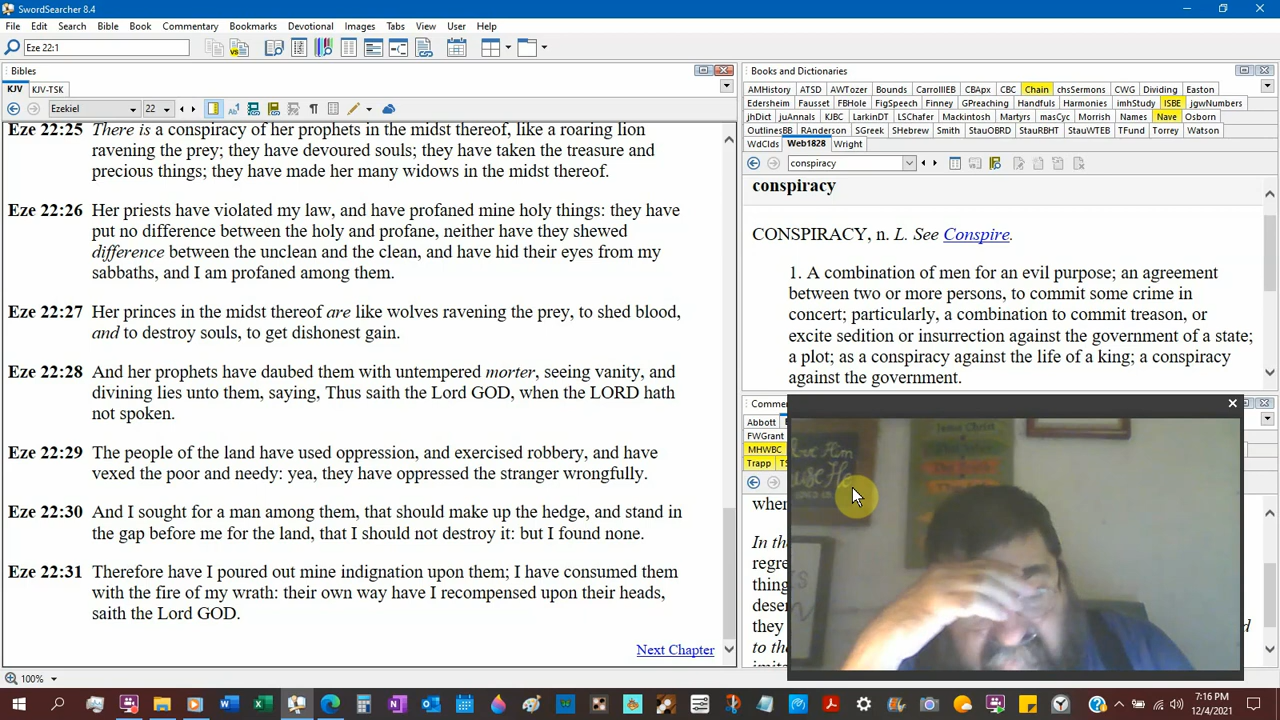 SwordSearcher 8.4
File Edit Search Bible Book Commentary Bookmarks Devotional Images Tabs View User Help
Eze 22:1
Bibles
KJV KJV-TSK
Ezekiel 22
Eze 22:25 There is a conspiracy of her prophets in the midst thereof, like a roaring lion
ravening the prey; they have devoured souls; they have taken the treasure and
precious things; they have made her many widows in the midst thereof.
Eze 22:26 Her priests have violated my law, and have profaned mine holy things: they have
put no difference between the holy and profane, neither have they shewed
difference between the unclean and the clean, and have hid their eyes from my
sabbaths, and I am profaned among them.
Eze 22:27 Her princes in the midst thereof are like wolves ravening the prey, to shed blood,
and to destroy souls, to get dishonest gain.
Eze 22:28 And her prophets have daubed them with untempered morter, seeing vanity, and
divining lies unto them, saying, Thus saith the Lord GOD, when the LORD hath
not spoken.
Eze 22:29 The people of the land have used oppression, and exercised robbery, and have
vexed the poor and needy: yea, they have oppressed the stranger wrongfully.
Eze 22:30 And I sought for a man among them, that should make up the hedge, and stand in
the gap before me for the land, that I should not destroy it: but I found none.
Eze 22:31 Therefore have I poured out mine indignation upon them; I have consumed them
with the fire of my wrath: their own way have I recompensed upon their heads,
saith the Lord GOD.
Next Chapter
100%
Books and Dictionaries
AMHistory ATSD AWTozer Bounds CarrollIEB CBApx CBC Chain chsSermons CWG Dividing Easton
Edersheim Fausset FBHole FigSpeech Finney GPreaching Handfuls Harmonies imhStudy ISBE jgwNumbers
jhDict juAnnals KJBC LarkinDT LSChafer Mackintosh Martyrs masCyc Morrish Names Nave Osborn
OutlinesBB RAnderson SGreek SHebrew Smith StauOBRD StauRBHT StauWTEB TFund Torrey Watson
WdClds Web1828 Wright
conspiracy
conspiracy
CONSPIRACY, n. L. See Conspire.
1. A combination of men for an evil purpose; an agreement
between two or more persons, to commit some crime in
concert; particularly, a combination to commit treason, or
excite sedition or insurrection against the government of a state;
a plot; as a conspiracy against the life of a king; a conspiracy
against the government.
Comme
Abbott
FWGrant
MHWBC
Trapp TS
when
In the
regre
thing
deser
they
to the
7:16 PM
12/4/2021